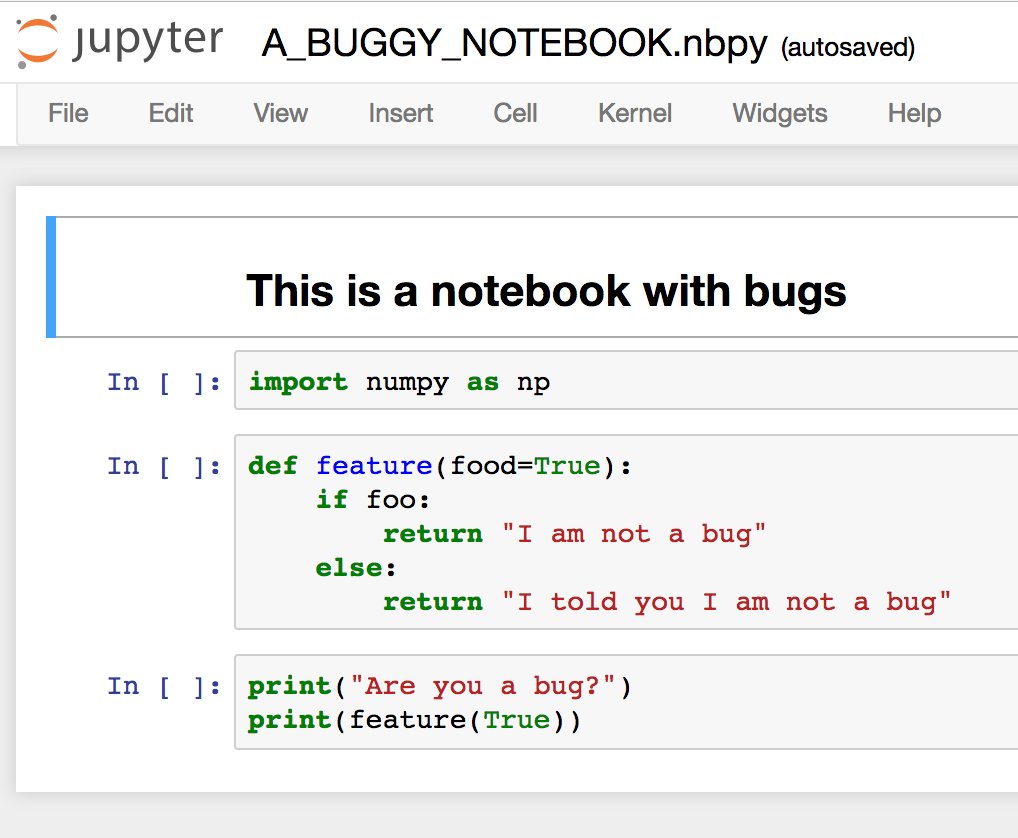 jupyter A_BUGGY_NOTEBOOK.nbpy (autosaved)
File Edit View Insert Cell Kernel Widgets Help
This is a notebook with bugs
In [ ]: import numpy as np
In [ ]: def feature(food=True):
if foo:
return "I am not a bug"
else:
return "I told you I am not a bug"
In [ ]: print("Are you a bug?")
print(feature(True))